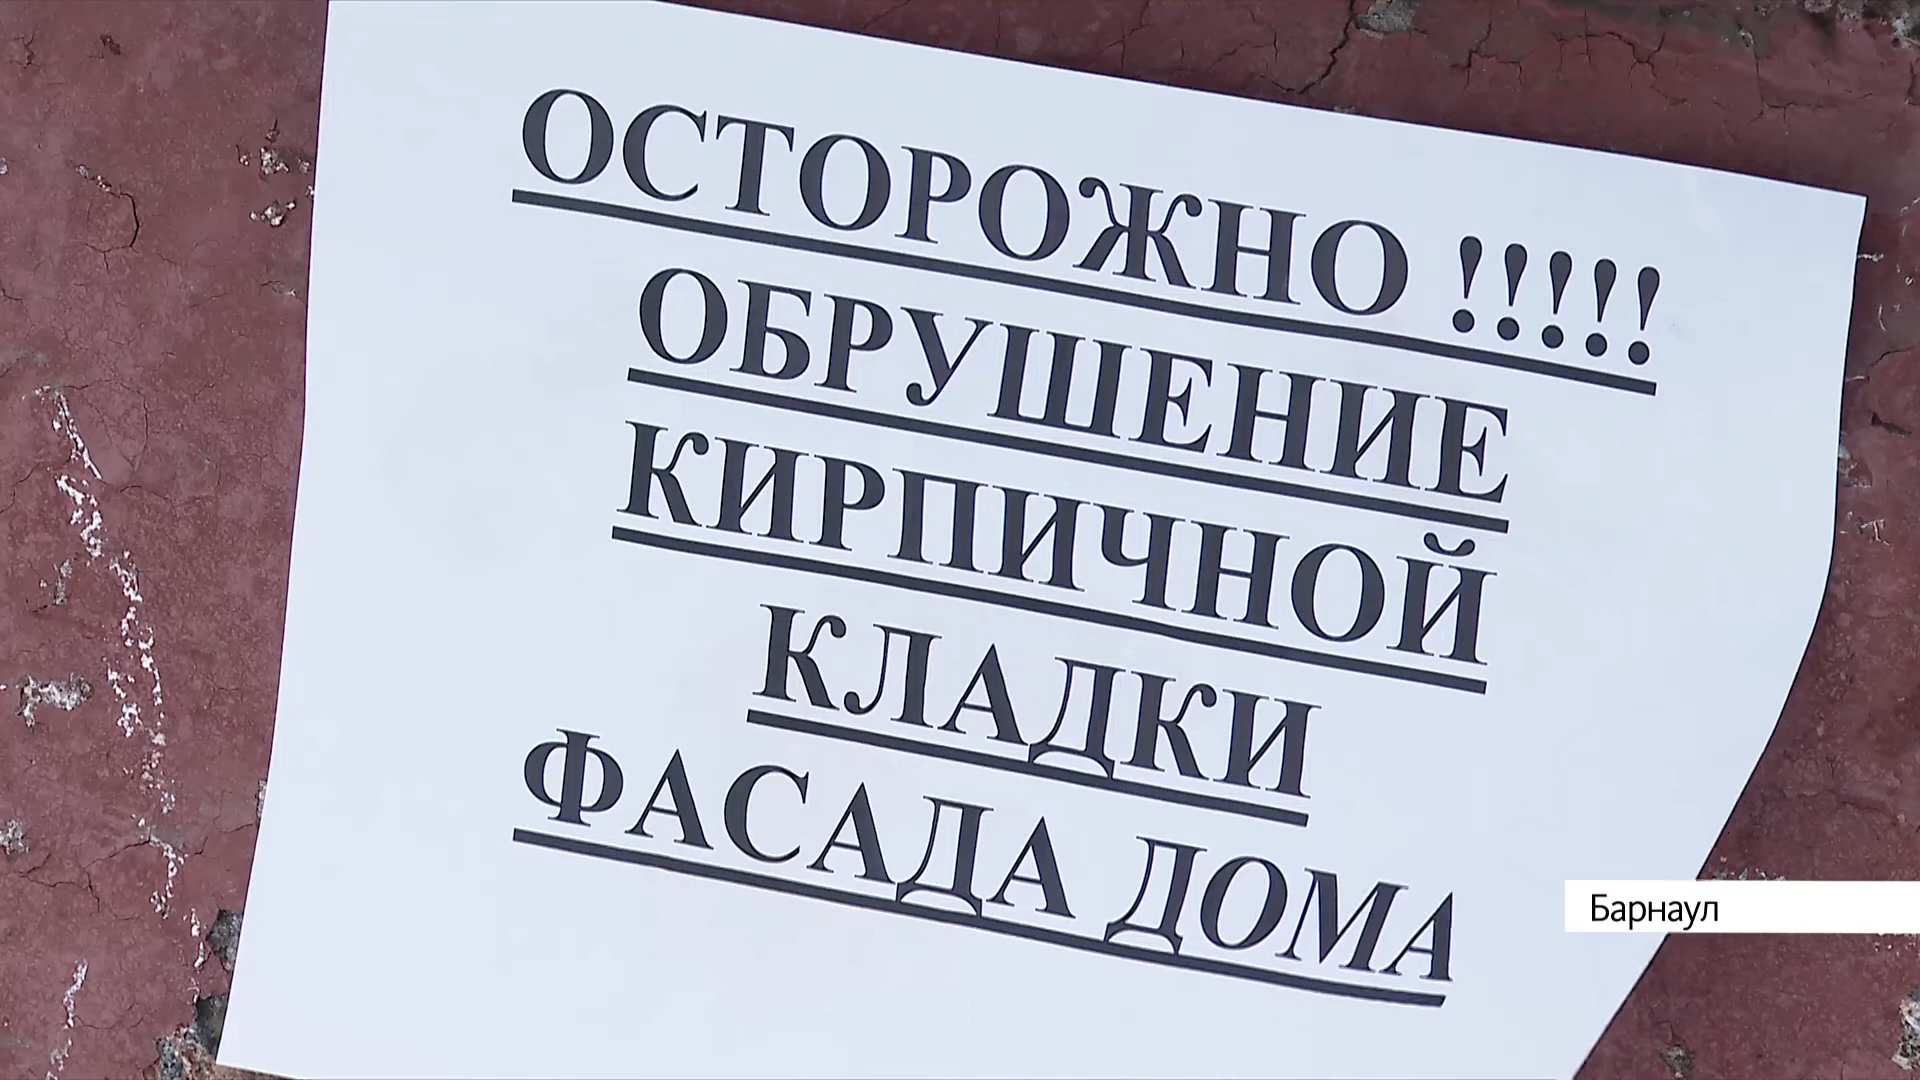 ОСТОРОЖНО !!!!!
ОБРУШЕНИЕ
КИРПИЧНОЙ
КЛАДКИ
ФАСАДА ДОМА
Барнаул